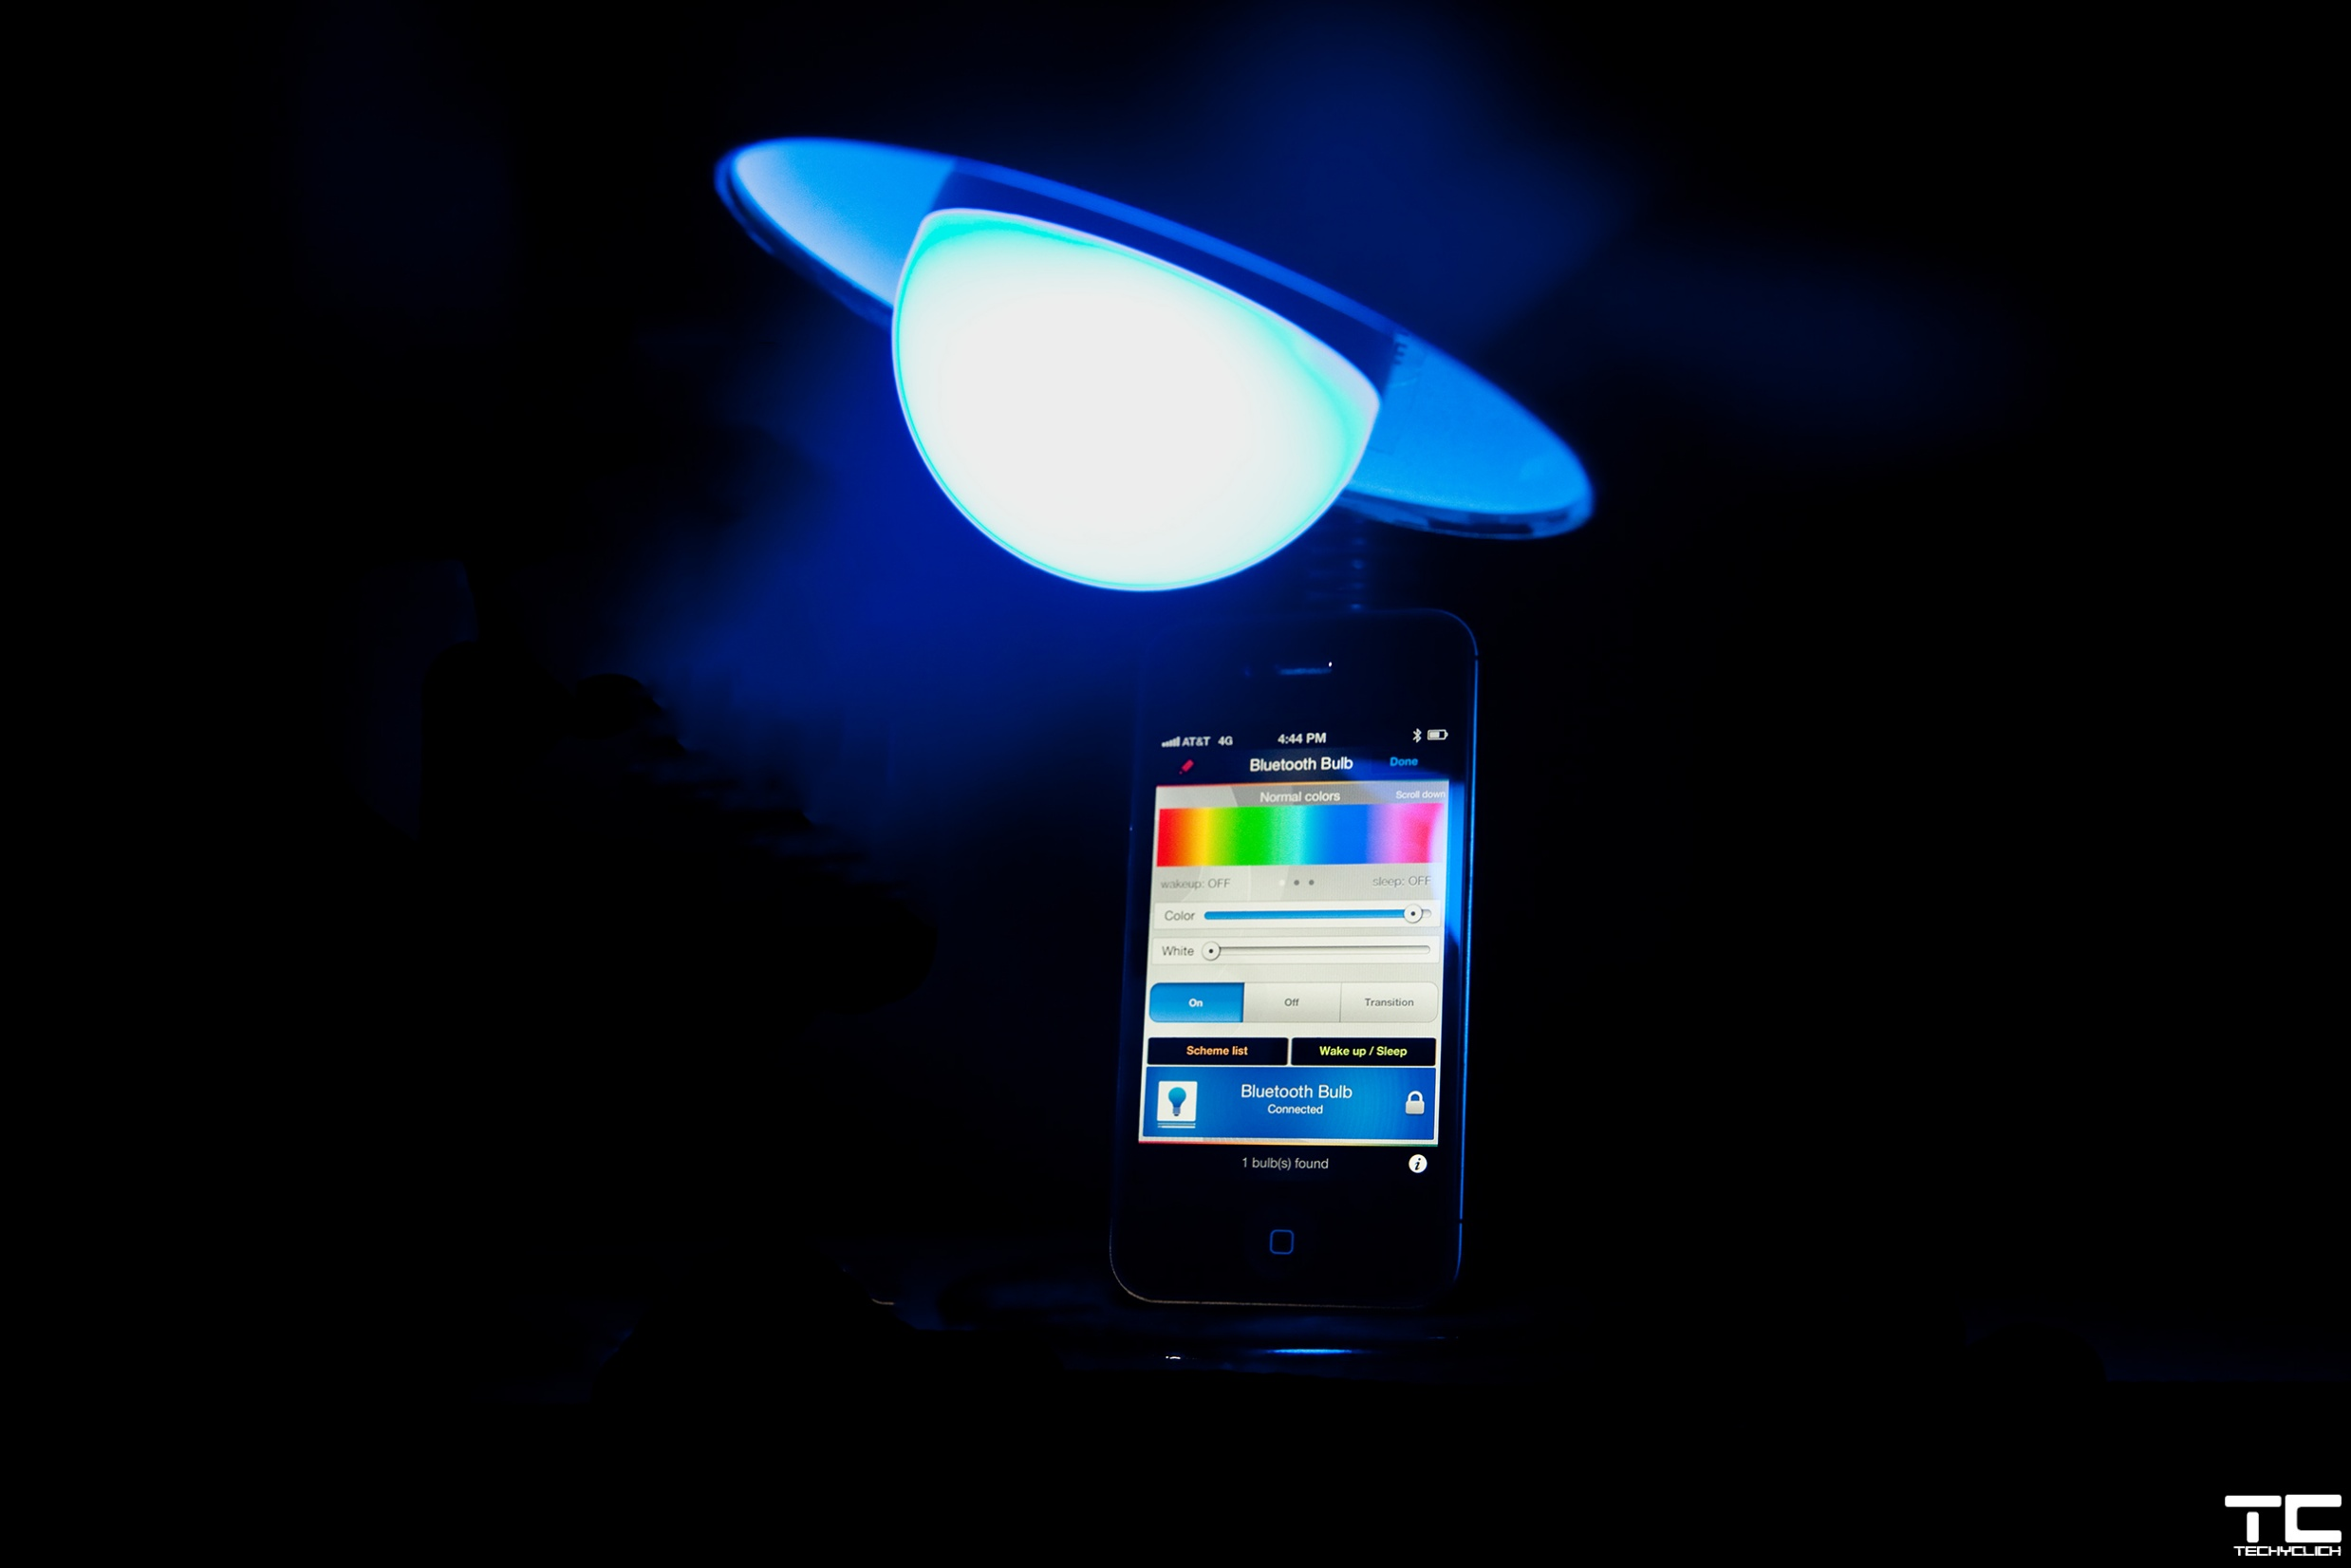 AT&T 4G 4:44 PM
Bluetooth Bulb Done
Normal colors Scroll down
wakeup: OFF sleep: OFF
Color
White
On Off Transition
Scheme list Wake up / Sleep
Bluetooth Bulb
Connected
1 bulb(s) found
TC
TECHYCLICH